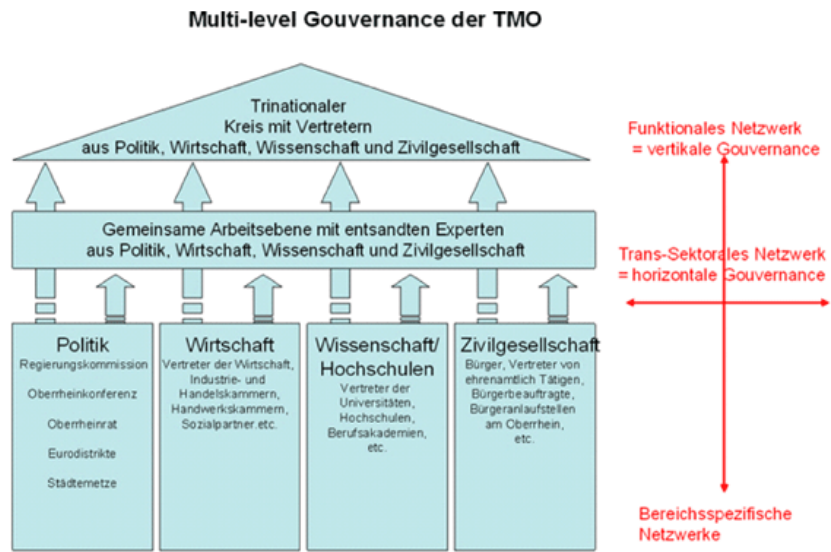 Multi-level Gouvernance der TMO
Trinationaler
Kreis mit Vertretern
aus Politik, Wirtschaft, Wissenschaft und Zivilgesellschaft
Gemeinsame Arbeitsebene mit entsandten Experten
aus Politik, Wirtschaft, Wissenschaft und Zivilgesellschaft
Politik
Regierungskommission
Oberrheinkonferenz
Oberrheinrat
Eurodistrikte
Städtenetze
Wirtschaft
Vertreter der Wirtschaft,
Industrie- und
Handelskammern,
Handwerkskammern,
Sozialpartner.etc.
Wissenschaft/
Hochschulen
Vertreter der
Universitäten,
Hochschulen,
Berufsakademien,
etc.
Zivilgesellschaft
Bürger, Vertreter von
ehrenamtlich Tätigen,
Bürgerbeauftragte,
Bürgeranlaufstellen
am Oberrhein,
etc.
Funktionales Netzwerk
= vertikale Gouvernance
Trans-Sektorales Netzwerk
= horizontale Gouvernance
Bereichsspezifische
Netzwerke